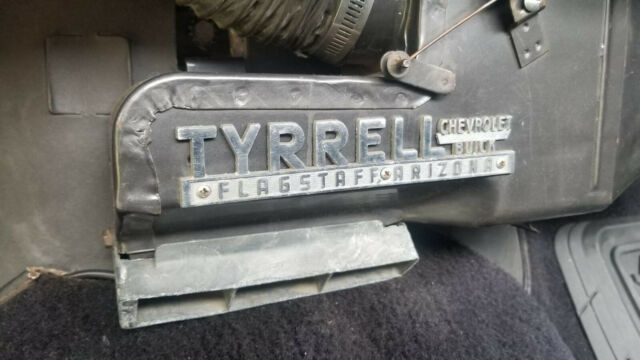 TYRRELL
CHEVROLET
BUICK
FLAGSTAFF, ARIZONA